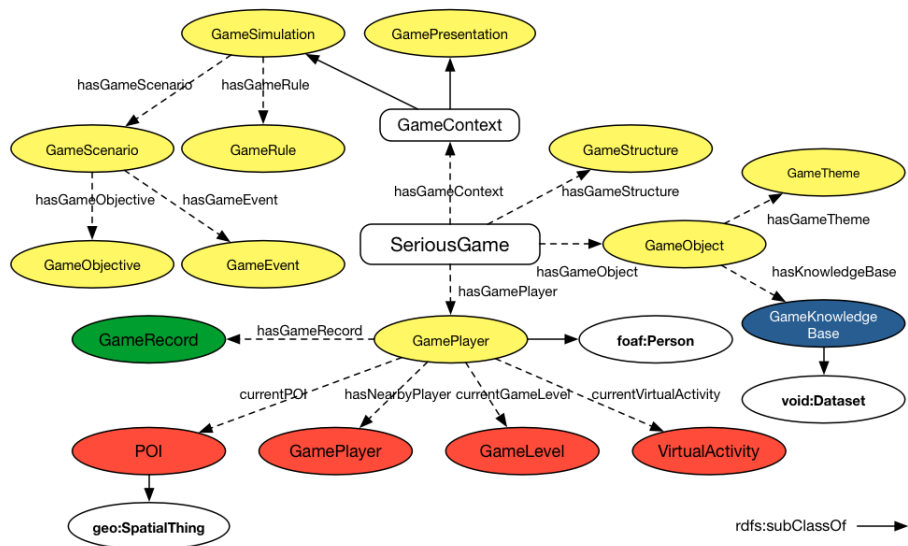 GameSimulation
GamePresentation
hasGameScenario
hasGameRule
GameContext
GameScenario
GameRule
GameStructure
GameTheme
hasGameContext
hasGameStructure
hasGameObjective
hasGameEvent
hasGameTheme
SeriousGame
GameObject
GameObjective
GameEvent
hasGameObject
hasKnowledgeBase
hasGamePlayer
GameKnowledge
Base
GameRecord
hasGameRecord
GamePlayer
foaf:Person
currentPOI
hasNearbyPlayer
currentGameLevel
currentVirtualActivity
void:Dataset
POI
GamePlayer
GameLevel
VirtualActivity
geo:SpatialThing
rdfs:subClassOf